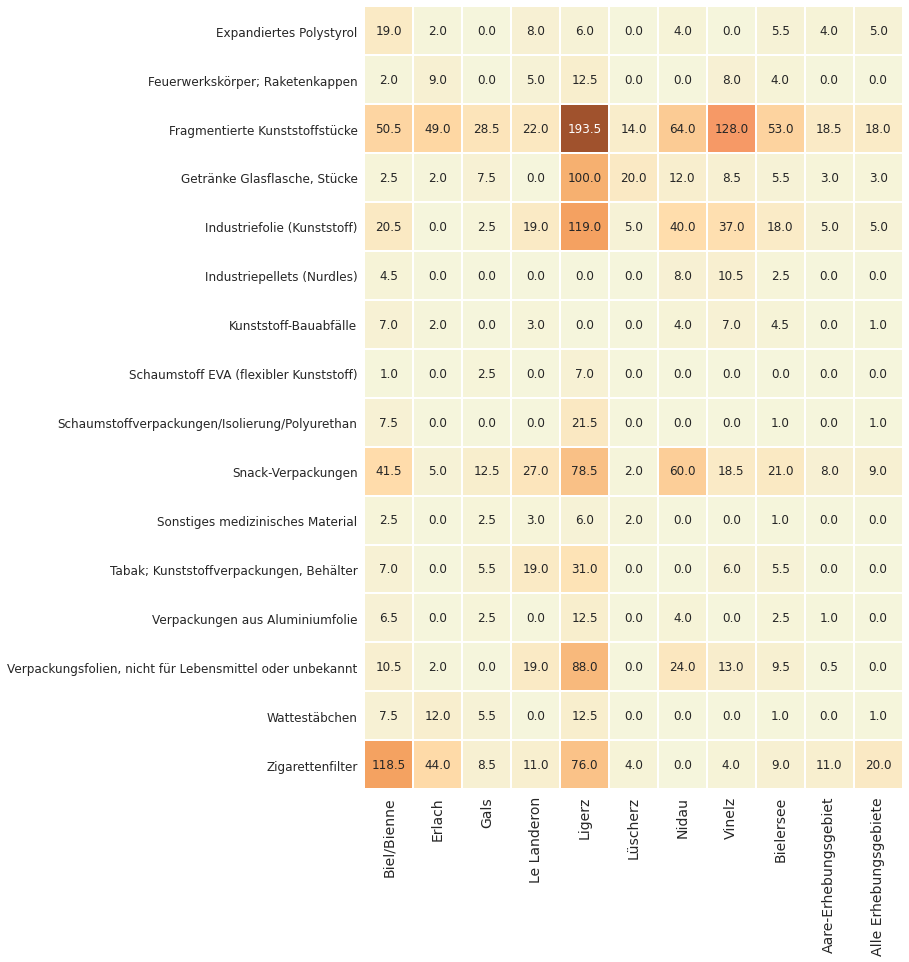 Expandiertes Polystyrol 19.0 2.0 0.0 8.0 6.0 0.0 4.0 0.0 5.5 4.0 5.0
Feuerwerkskörper; Raketenkappen 2.0 9.0 0.0 5.0 12.5 0.0 0.0 8.0 4.0 0.0 0.0
Fragmentierte Kunststoffstücke 50.5 49.0 28.5 22.0 193.5 14.0 64.0 128.0 53.0 18.5 18.0
Getränke Glasflasche, Stücke 2.5 2.0 7.5 0.0 100.0 20.0 12.0 8.5 5.5 3.0 3.0
Industriefolie (Kunststoff) 20.5 0.0 2.5 19.0 119.0 5.0 40.0 37.0 18.0 5.0 5.0
Industriepellets (Nurdles) 4.5 0.0 0.0 0.0 0.0 0.0 8.0 10.5 2.5 0.0 0.0
Kunststoff-Bauabfälle 7.0 2.0 0.0 3.0 0.0 0.0 4.0 7.0 4.5 0.0 1.0
Schaumstoff EVA (flexibler Kunststoff) 1.0 0.0 2.5 0.0 7.0 0.0 0.0 0.0 0.0 0.0 0.0
Schaumstoffverpackungen/Isolierung/Polyurethan 7.5 0.0 0.0 0.0 21.5 0.0 0.0 0.0 1.0 0.0 1.0
Snack-Verpackungen 41.5 5.0 12.5 27.0 78.5 2.0 60.0 18.5 21.0 8.0 9.0
Sonstiges medizinisches Material 2.5 0.0 2.5 3.0 6.0 2.0 0.0 0.0 1.0 0.0 0.0
Tabak; Kunststoffverpackungen, Behälter 7.0 0.0 5.5 19.0 31.0 0.0 0.0 6.0 5.5 0.0 0.0
Verpackungen aus Aluminiumfolie 6.5 0.0 2.5 0.0 12.5 0.0 4.0 0.0 2.5 1.0 0.0
Verpackungsfolien, nicht für Lebensmittel oder unbekannt 10.5 2.0 0.0 19.0 88.0 0.0 24.0 13.0 9.5 0.5 0.0
Wattestäbchen 7.5 12.0 5.5 0.0 12.5 0.0 0.0 0.0 1.0 0.0 1.0
Zigarettenfilter 118.5 44.0 8.5 11.0 76.0 4.0 0.0 4.0 9.0 11.0 20.0
Biel/Bienne
Erlach
Gals
Le Landeron
Ligerz
Lüscherz
Nidau
Vinelz
Bielersee
Aare-Erhebungsgebiet
Alle Erhebungsgebiete